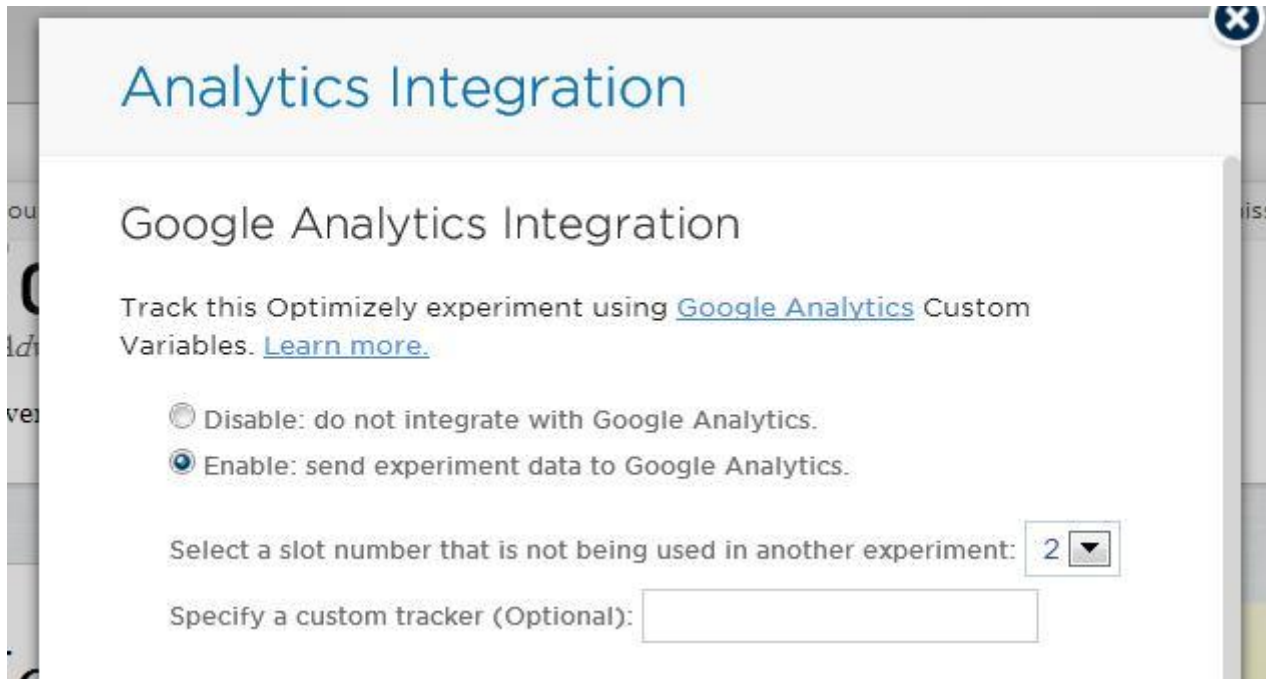 Analytics Integration
Google Analytics Integration
Track this Optimizely experiment using Google Analytics Custom
Variables. Learn more.
Disable: do not integrate with Google Analytics.
Enable: send experiment data to Google Analytics.
Select a slot number that is not being used in another experiment: 2
Specify a custom tracker (Optional):